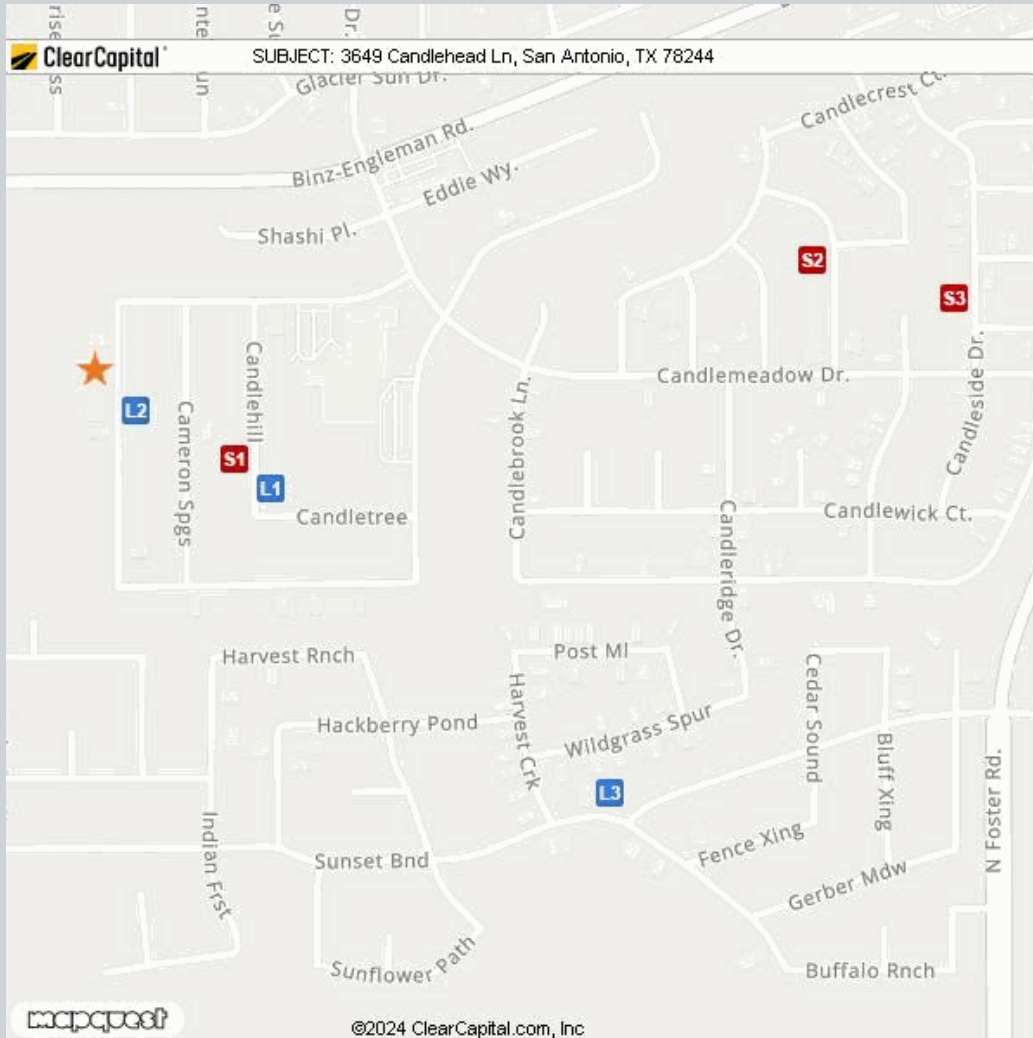 ClearCapital
SUBJECT: 3649 Candlehead Ln, San Antonio, TX 78244
Dr.
Glacier Sun Dr.
Candlecrest Ct.
Binz-Engleman Rd.
Eddie Wy.
Shashi Pl.
S2
S3
Candlehill
Candlemeadow Dr.
L2
Cameron Spgs
S1
L1
Candletree
Candlebrook Ln.
Candleside Dr.
Candlewick Ct.
Candleridge Dr.
Harvest Rnch
Post Ml
Hackberry Pond
Harvest Crk
Wildgrass Spur
Cedar Sound
Bluff Xing
L3
N Foster Rd.
Indian Frst
Sunset Bnd
Fence Xing
Gerber Mdw
Sunflower Path
Buffalo Rnch
mapquest
©2024 ClearCapital.com, Inc